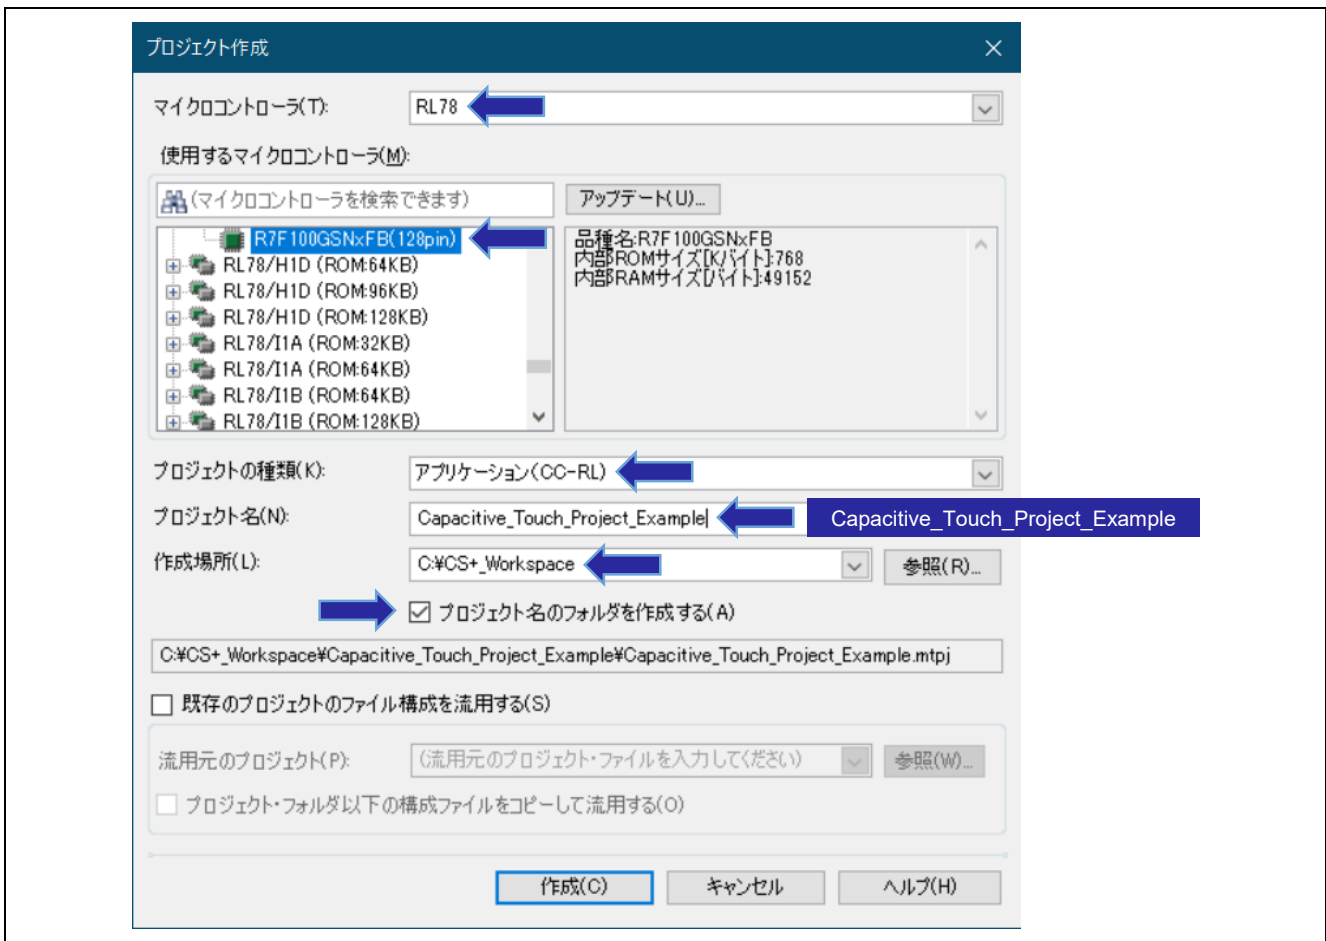 プロジェクト作成
マイクロコントローラ(T):
RL78
使用するマイクロコントローラ(M):
(マイクロコントローラを検索できます)
アップデート(U)...
R7F100GSNxFB(128pin)
RL78/H1D (ROM:64KB)
RL78/H1D (ROM:96KB)
RL78/H1D (ROM:128KB)
RL78/I1A (ROM:32KB)
RL78/I1A (ROM:64KB)
RL78/I1B (ROM:64KB)
RL78/I1B (ROM:128KB)
品種名:R7F100GSNxFB
内部ROMサイズ[Kバイト]:768
内部RAMサイズ[バイト]:49152
プロジェクトの種類(K):
アプリケーション(CC-RL)
プロジェクト名(N):
Capacitive_Touch_Project_Example
Capacitive_Touch_Project_Example
作成場所(L):
C:¥CS+_Workspace
参照(R)...
プロジェクト名のフォルダを作成する(A)
C:¥CS+_Workspace¥Capacitive_Touch_Project_Example¥Capacitive_Touch_Project_Example.mtpj
既存のプロジェクトのファイル構成を流用する(S)
流用元のプロジェクト(P):
(流用元のプロジェクト・ファイルを入力してください)
参照(W)...
プロジェクト・フォルダ以下の構成ファイルをコピーして流用する(O)
作成(C)
キャンセル
ヘルプ(H)